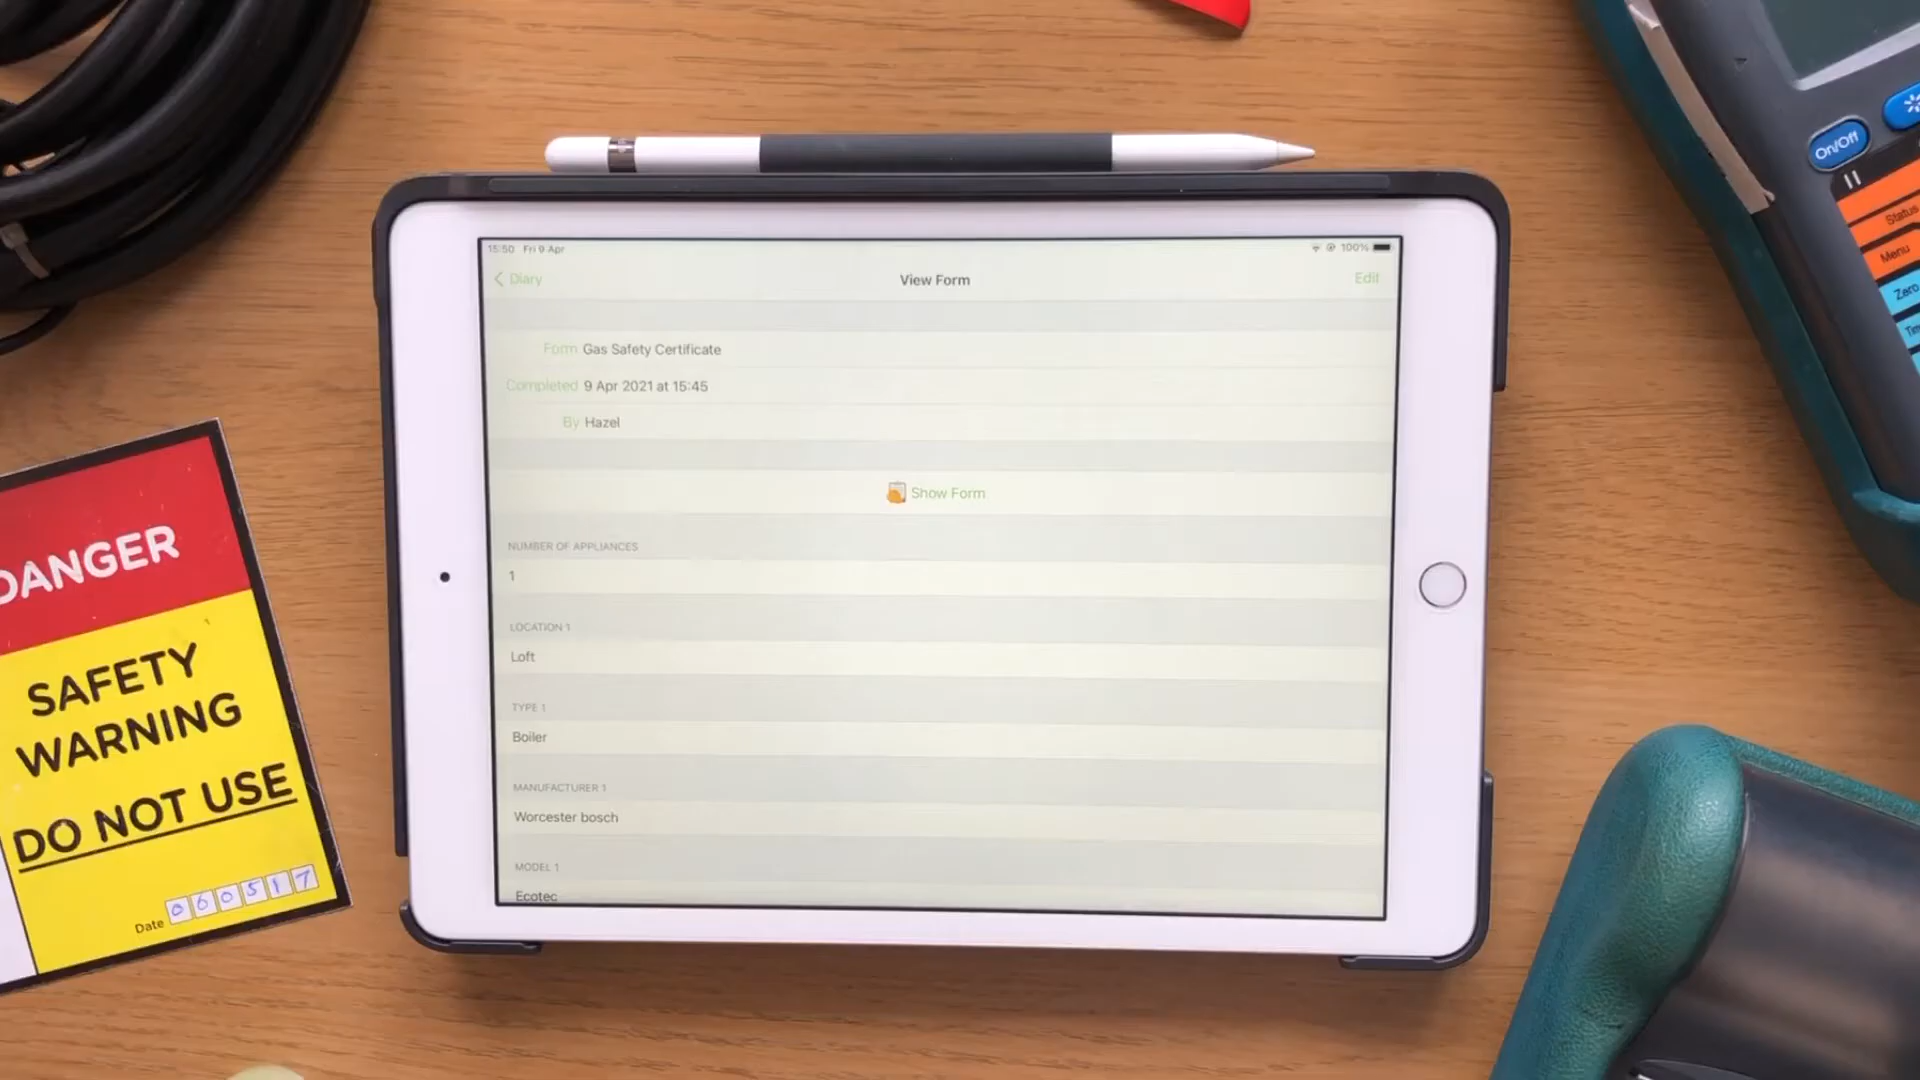 15:50 Fri 9 Apr
100%
Diary
View Form
Edit
Form Gas Safety Certificate
Completed 9 Apr 2021 at 15:45
By Hazel
Show Form
NUMBER OF APPLIANCES
1
LOCATION 1
Loft
TYPE 1
Boiler
MANUFACTURER 1
Worcester bosch
MODEL 1
Ecotec
DANGER
SAFETY
WARNING
DO NOT USE
Date 060517
On/Off
Status
Menu
Zero